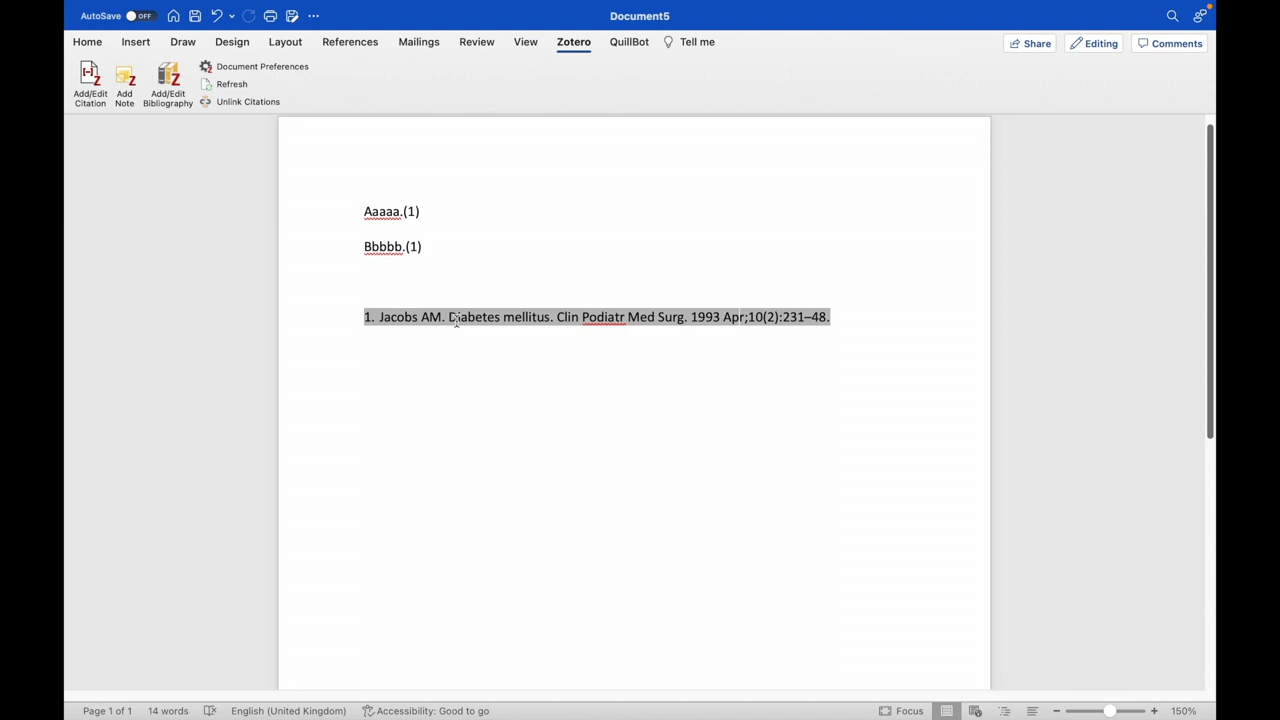 AutoSave OFF
Document5
Home Insert Draw Design Layout References Mailings Review View Zotero QuillBot Tell me
Share Editing Comments
Add/Edit Citation
Add Note
Add/Edit Bibliography
Document Preferences
Refresh
Unlink Citations
Aaaaa.(1)
Bbbbb.(1)
1. Jacobs AM. Diabetes mellitus. Clin Podiatr Med Surg. 1993 Apr;10(2):231–48.
Page 1 of 1 14 words English (United Kingdom) Accessibility: Good to go Focus 150%